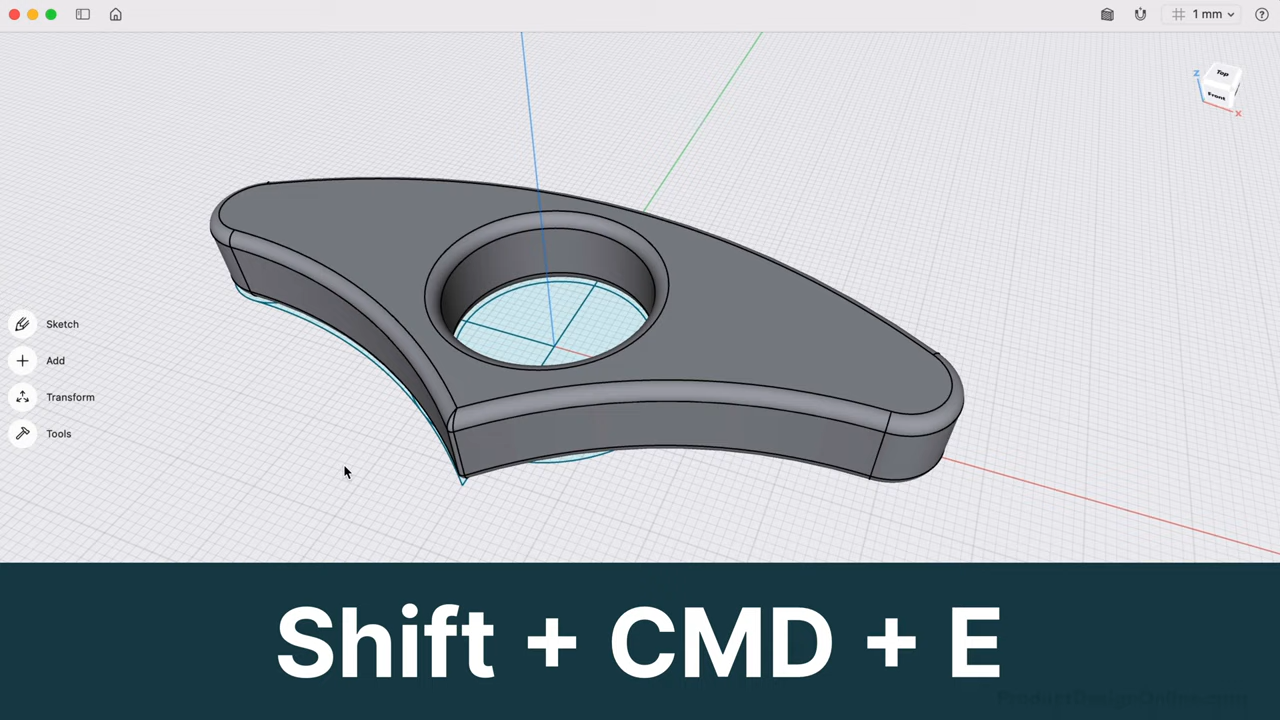 1 mm
Top
Front
Z
X
Sketch
Add
Transform
Tools
Shift + CMD + E